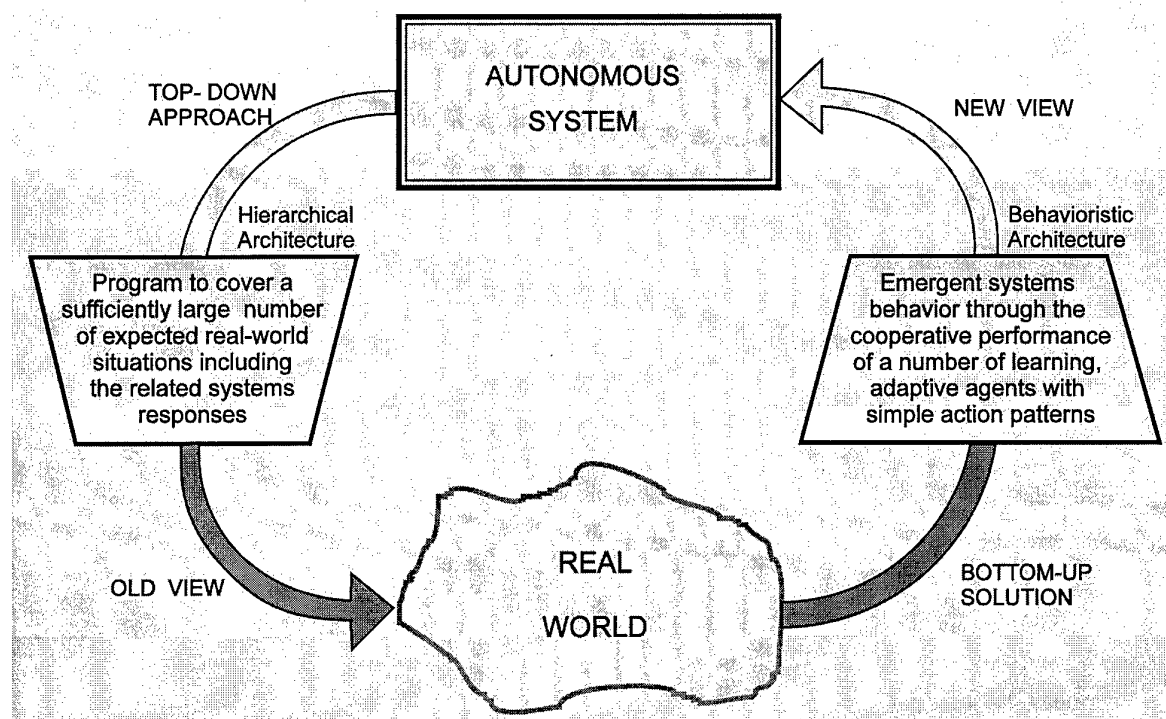 AUTONOMOUS
SYSTEM
TOP- DOWN
APPROACH
Hierarchical
Architecture
Program to cover a
sufficiently large number
of expected real-world
situations including
the related systems
responses
OLD VIEW
REAL
WORLD
NEW VIEW
Behavioristic
Architecture
Emergent systems
behavior through the
cooperative performance
of a number of learning,
adaptive agents with
simple action patterns
BOTTOM-UP
SOLUTION